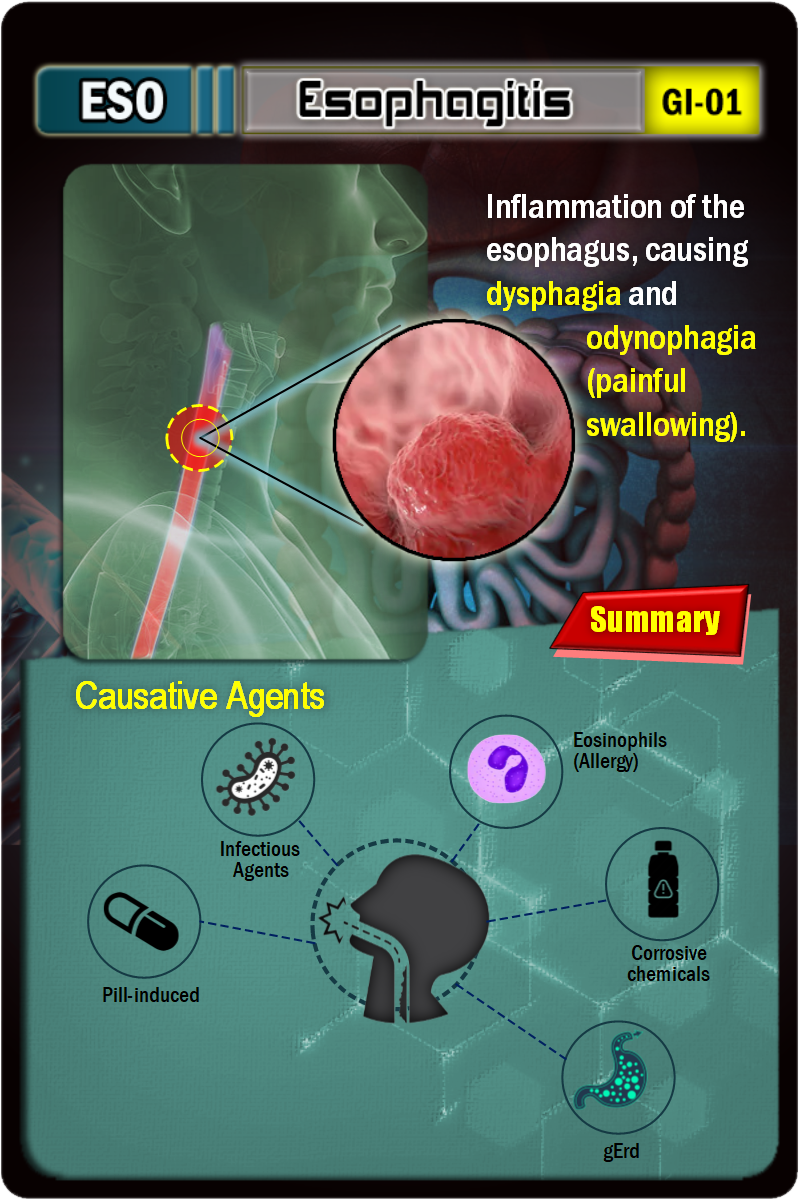 ESO
Esophagitis
GI-01
Inflammation of the
esophagus, causing
dysphagia and
odynophagia
(painful
swallowing).
Summary
Causative Agents
Eosinophils
(Allergy)
Infectious
Agents
Corrosive
chemicals
Pill-induced
gErd